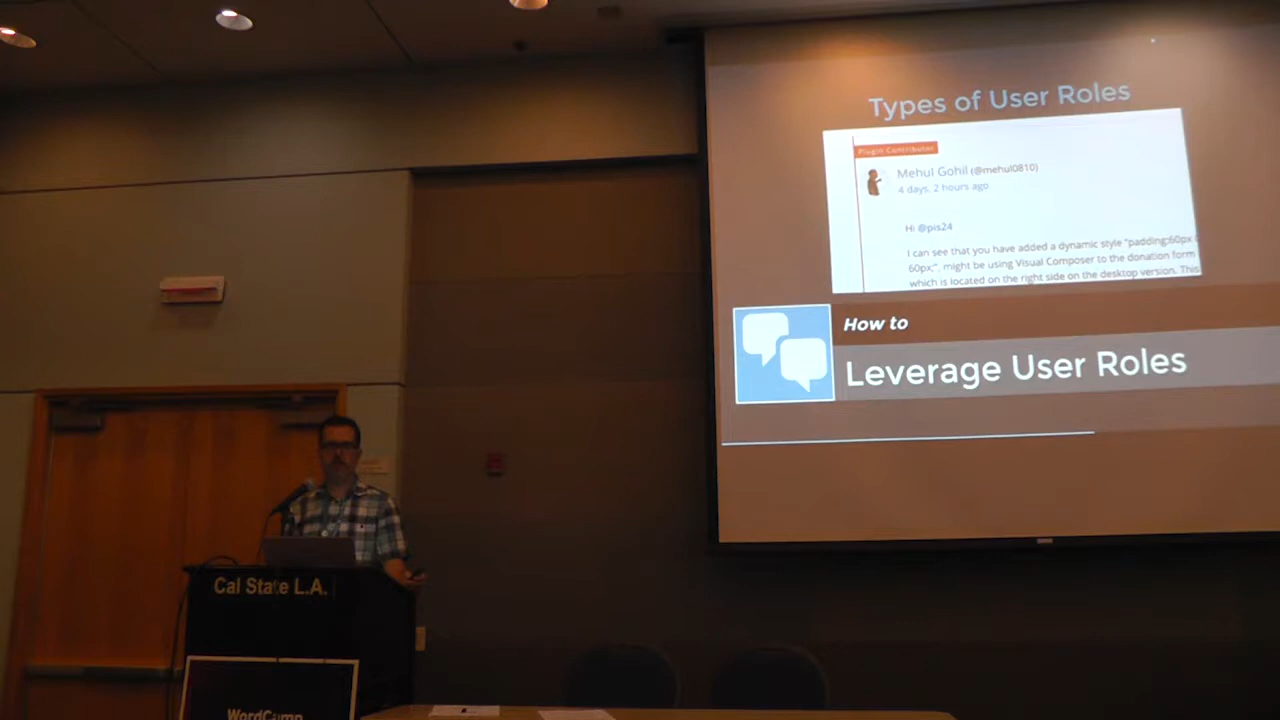 Types of User Roles
Plugin Contributor
Mehul Gohil (@mehul0810)
4 days, 2 hours ago
Hi @pis24
I can see that you have added a dynamic style "padding:60px
60px;", might be using Visual Composer to the donation form
which is located on the right side on the desktop version. This
How to
Leverage User Roles
Cal State L.A.
WordCamp